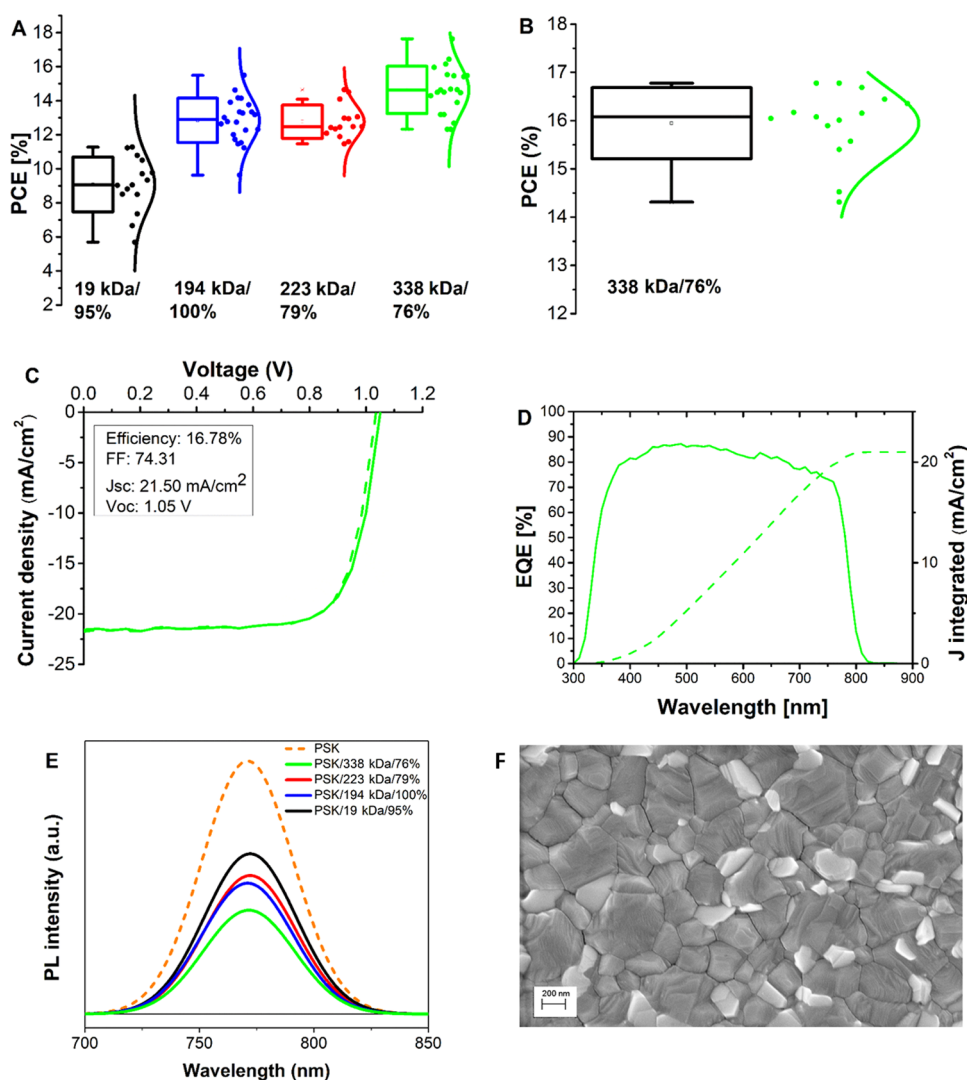 A
PCE [%]
18
16
14
12
10
8
6
4
2
19 kDa/
95%
194 kDa/
100%
223 kDa/
79%
338 kDa/
76%
B
PCE (%)
18
17
16
15
14
13
12
338 kDa/76%
C
Voltage (V)
0.0 0.2 0.4 0.6 0.8 1.0 1.2
Current density (mA/cm²)
0
-5
-10
-15
-20
-25
Efficiency: 16.78%
FF: 74.31
Jsc: 21.50 mA/cm²
Voc: 1.05 V
D
EQE [%]
100
90
80
70
60
50
40
30
20
10
0
J integrated (mA/cm²)
20
10
0
300 400 500 600 700 800 900
Wavelength [nm]
E
PL intensity (a.u.)
PSK
PSK/338 kDa/76%
PSK/223 kDa/79%
PSK/194 kDa/100%
PSK/19 kDa/95%
700 750 800 850
Wavelength (nm)
F
200 nm